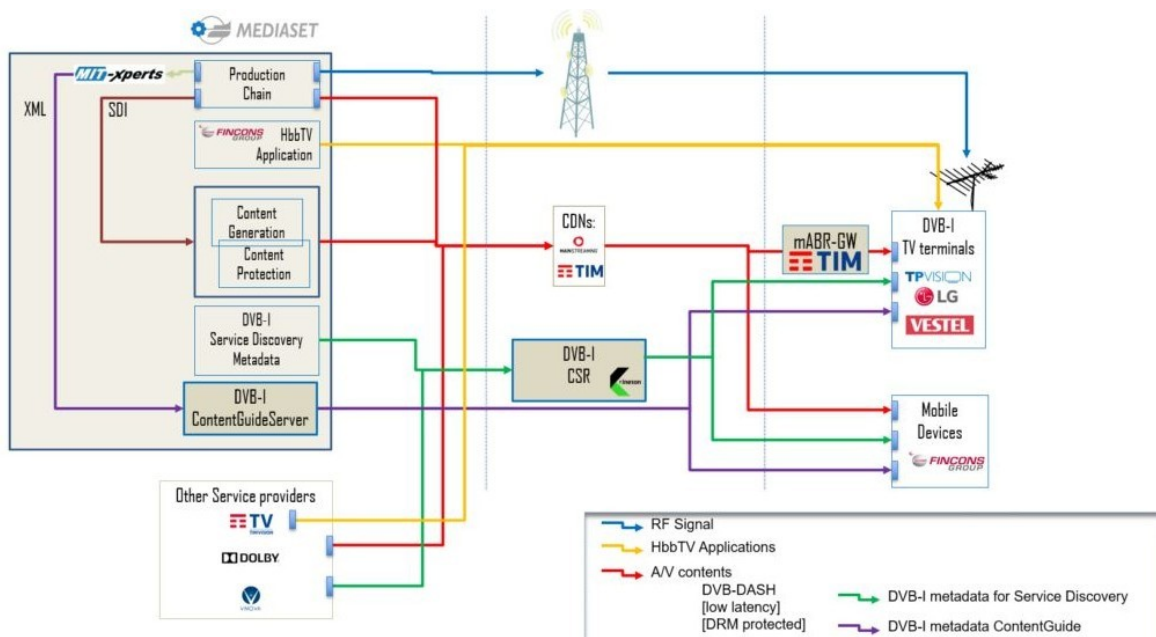 MEDIASET
MIT-xperts
Production
Chain
XML
SDI
FINCONS
GROUP
HbbTV
Application
Content
Generation
Content
Protection
DVB-I
Service Discovery
Metadata
DVB-I
ContentGuideServer
CDNs:
MAINSTREAMING
TIM
DVB-I
CSR
Kineton
mABR-GW
TIM
DVB-I
TV terminals
TPVISION
LG
VESTEL
Mobile
Devices
FINCONS
GROUP
Other Service providers
TV
TIMVISION
DOLBY
V-NOVA
RF Signal
HbbTV Applications
A/V contents
DVB-DASH
[low latency]
[DRM protected]
DVB-I metadata for Service Discovery
DVB-I metadata ContentGuide